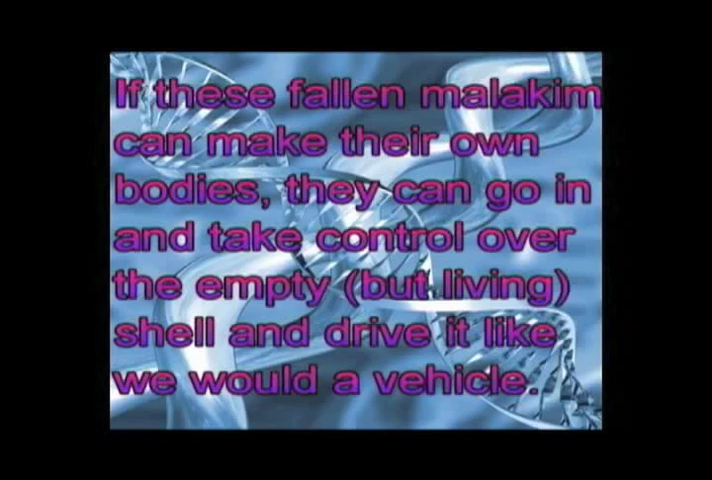 If these fallen malakim
can make their own
bodies, they can go in
and take control over
the empty (but living)
shell and drive it like
we would a vehicle.